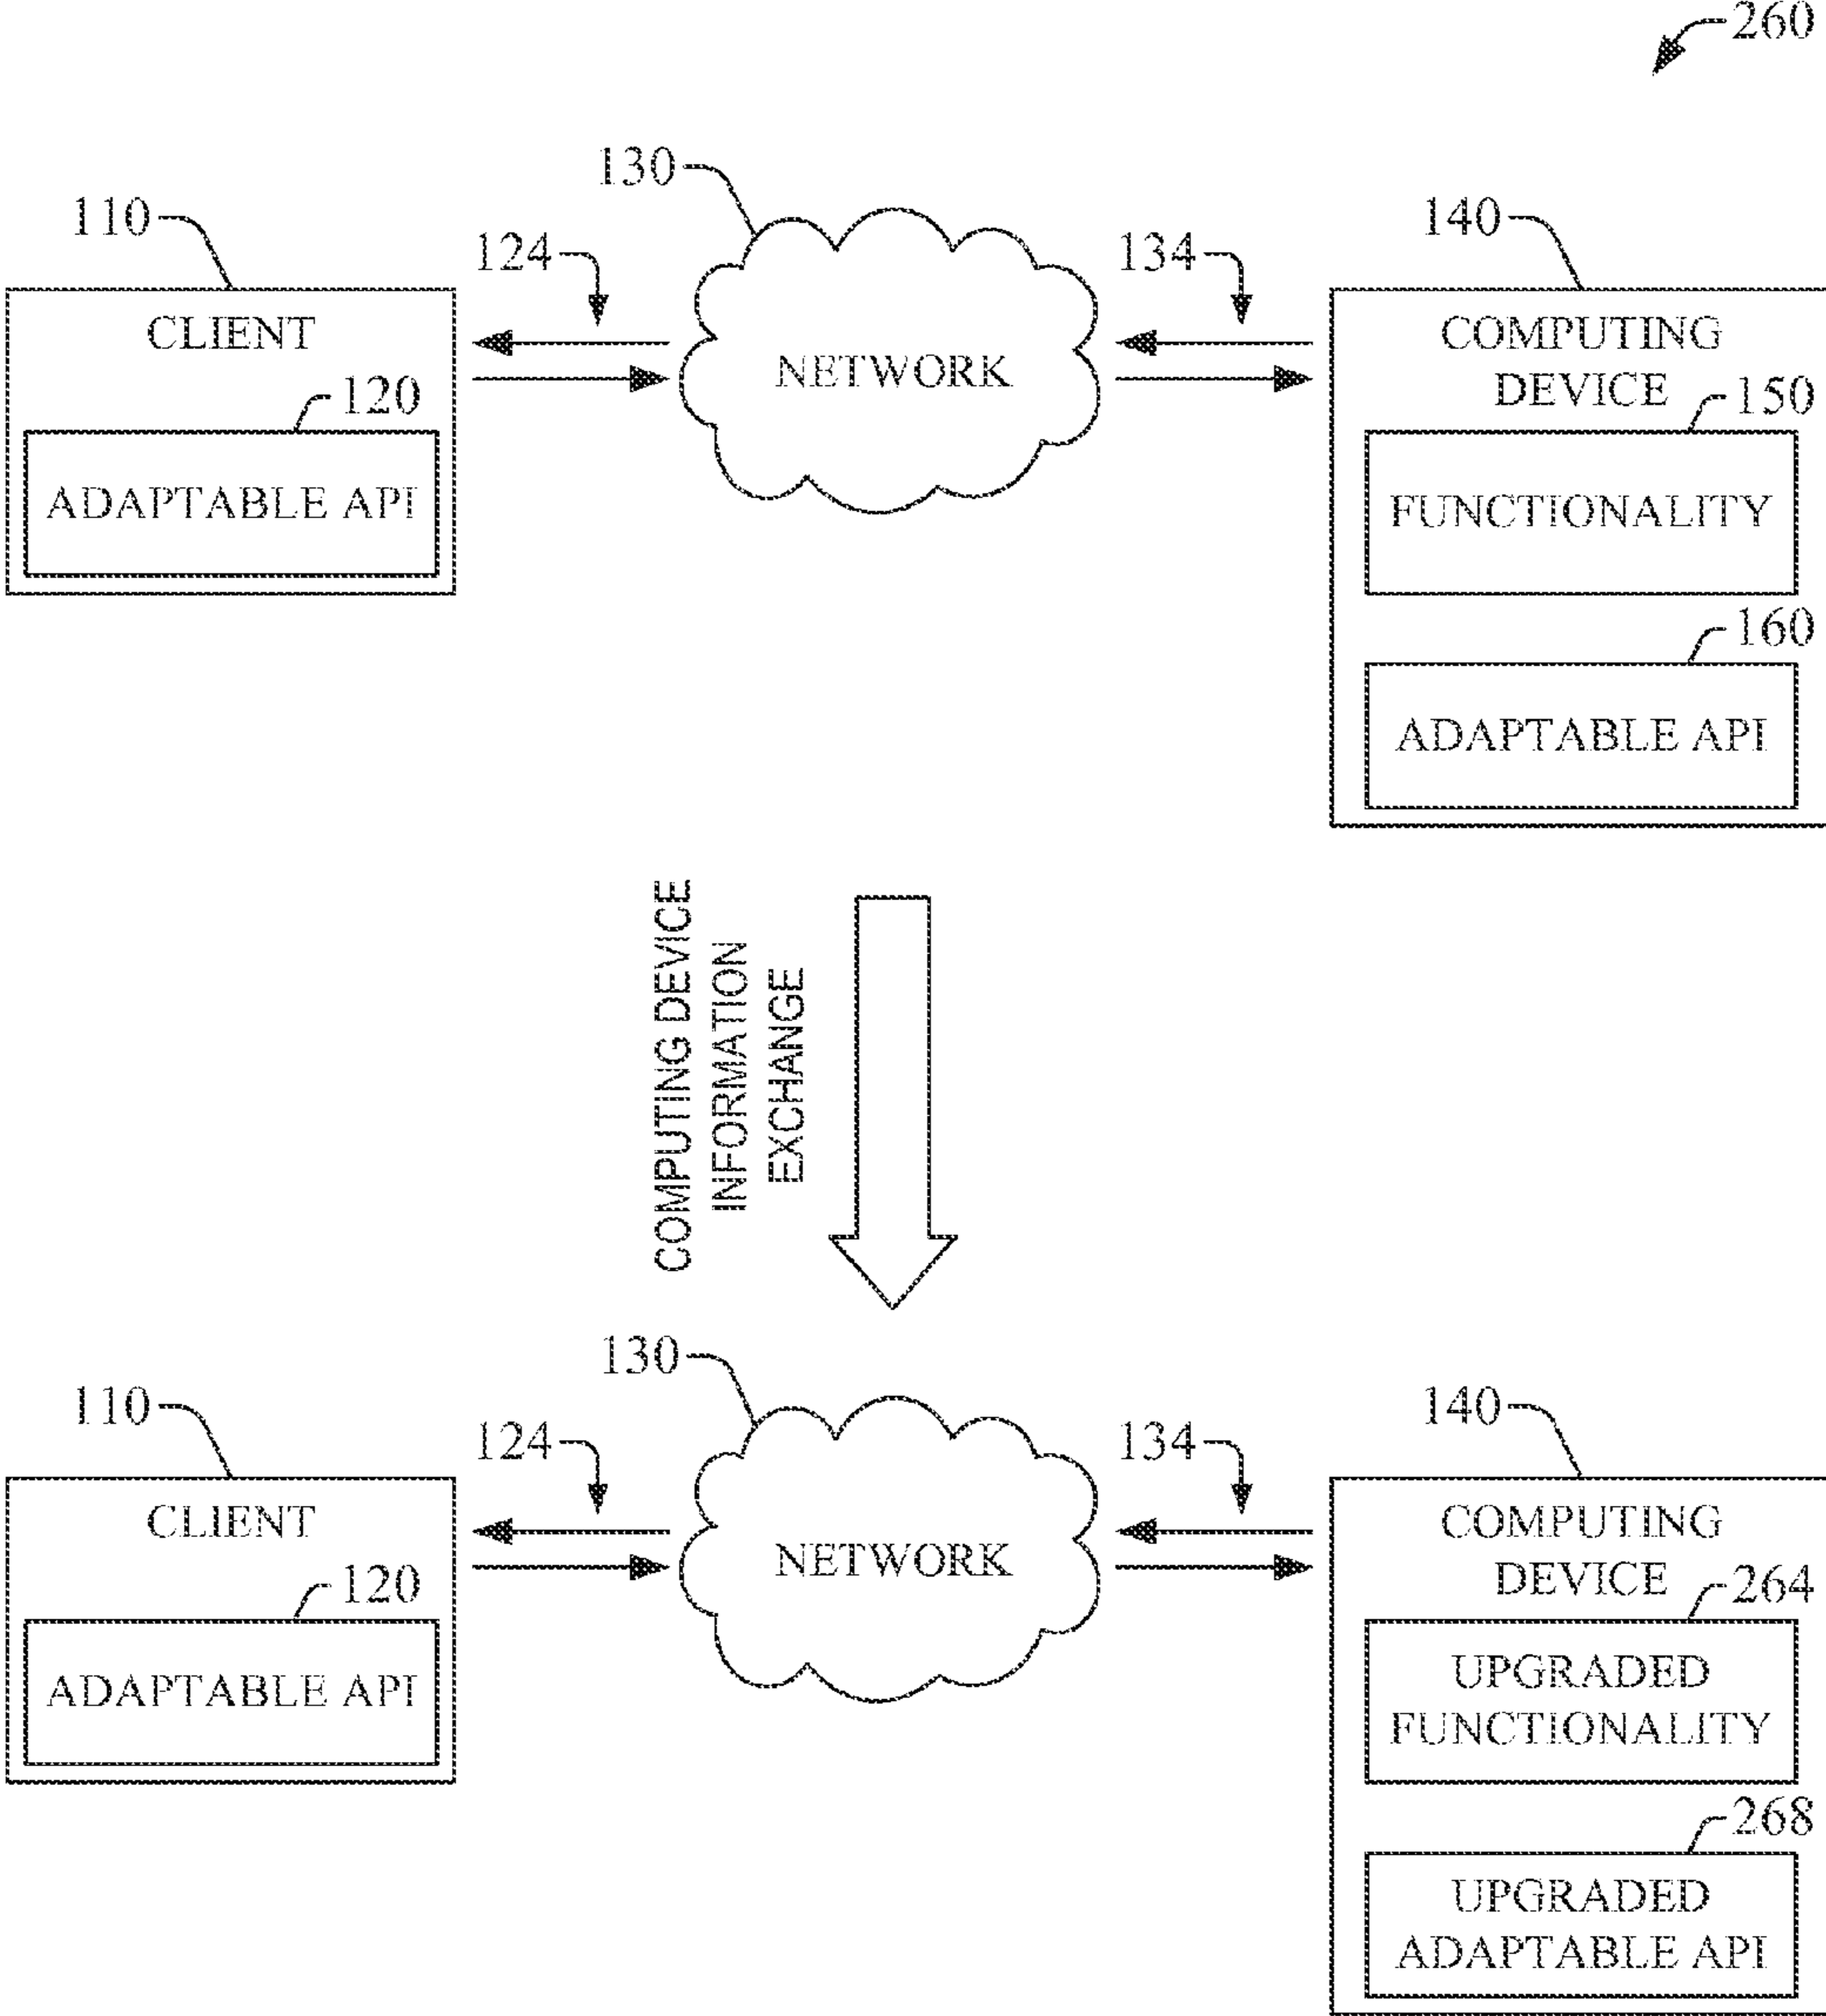 260
130
110
140
124
134
CLIENT
NETWORK
COMPUTING
DEVICE
120
150
ADAPTABLE API
FUNCTIONALITY
160
ADAPTABLE API
COMPUTING DEVICE
INFORMATION
EXCHANGE
130
110
140
124
134
CLIENT
NETWORK
COMPUTING
DEVICE
120
264
ADAPTABLE API
UPGRADED
FUNCTIONALITY
268
UPGRADED
ADAPTABLE API